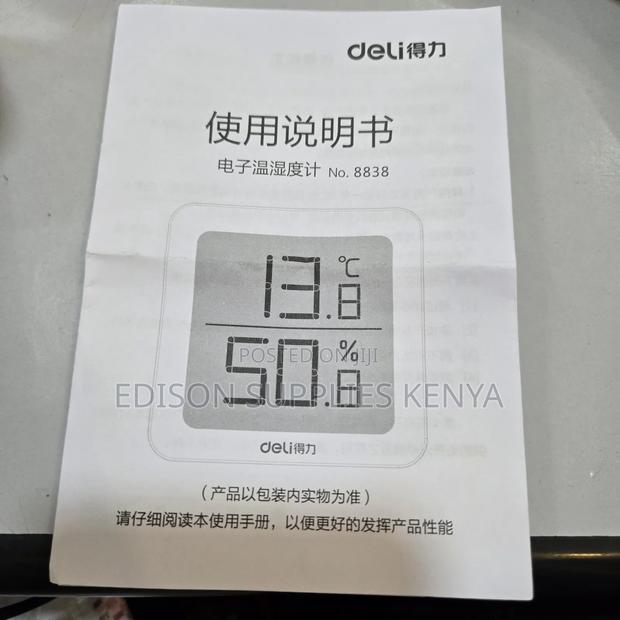 deli得力
使用说明书
电子温湿度计 No. 8838
13.8 ℃
50.8 %
POSTED ON JIJI
EDISON SUPPLIES KENYA
deli得力
（产品以包装内实物为准）
请仔细阅读本使用手册，以便更好的发挥产品性能